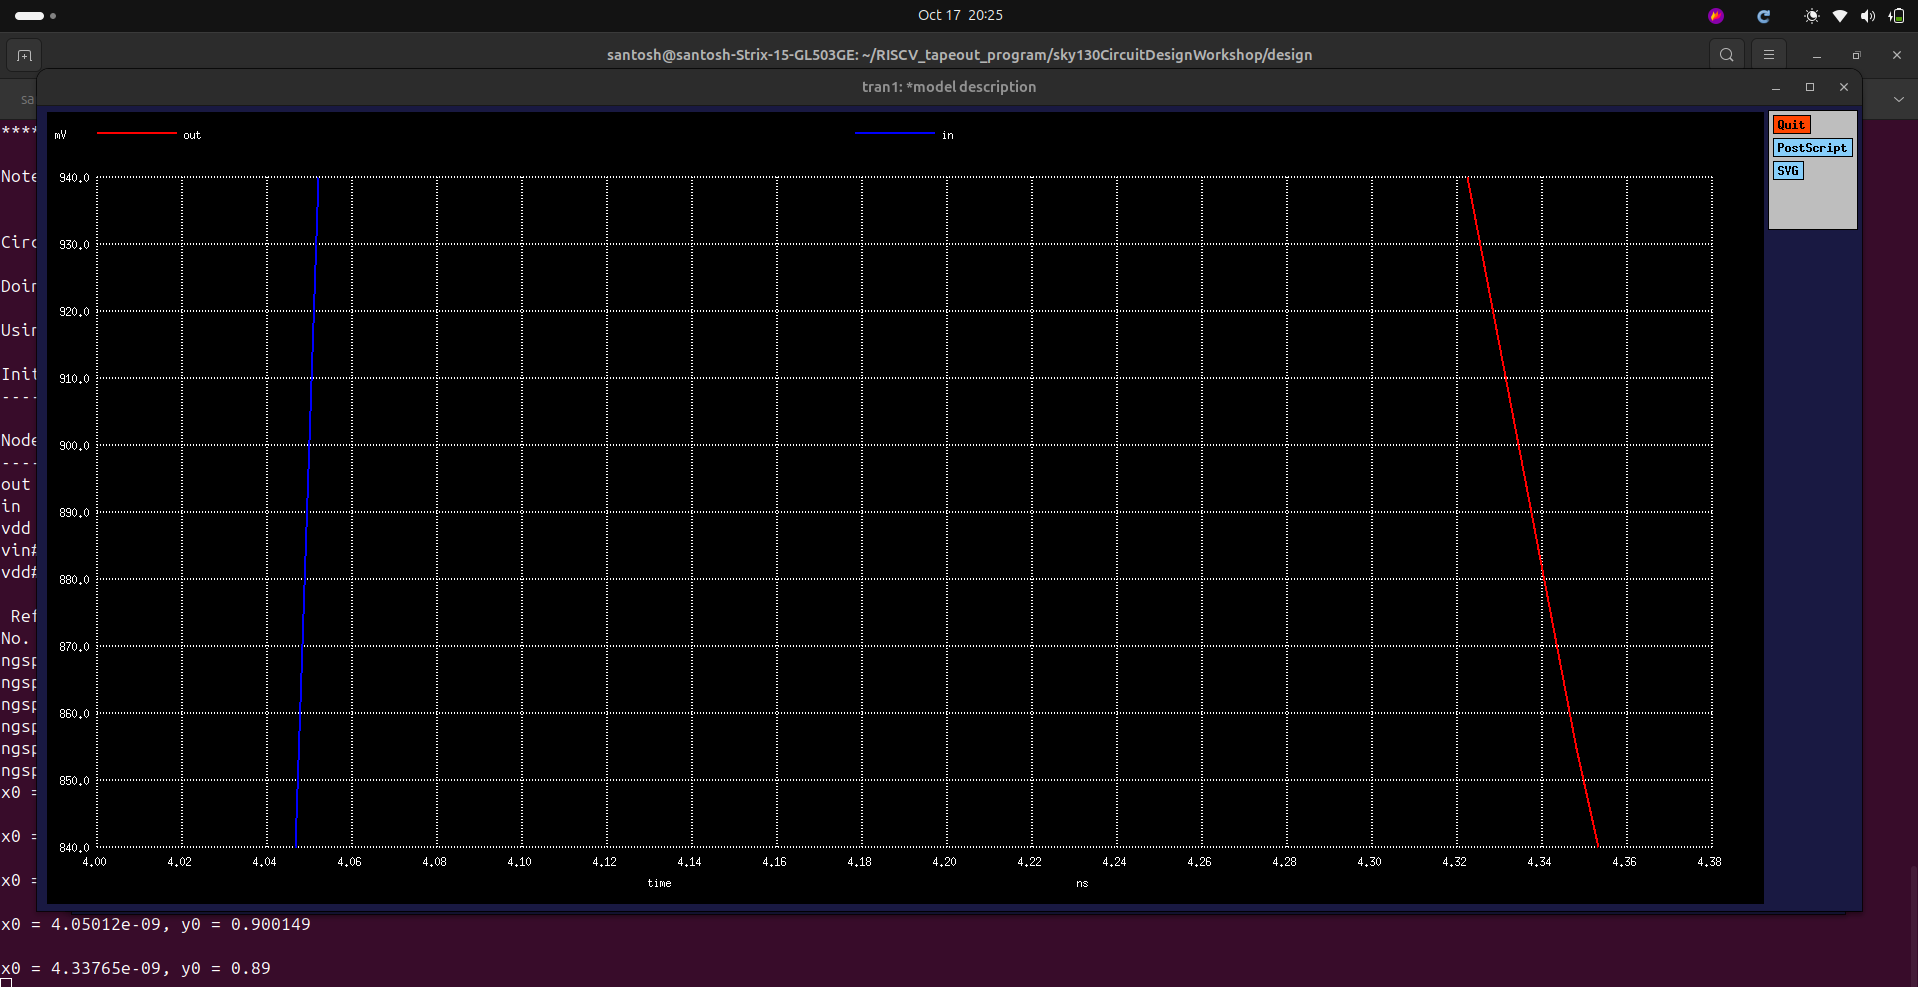 Oct 17 20:25
santosh@santosh-Strix-15-GL503GE: ~/RISCV_tapeout_program/sky130CircuitDesignWorkshop/design
sa
tran1: *model description
mV out in
Quit
PostScript
SVG
940.0
930.0
920.0
910.0
900.0
890.0
880.0
870.0
860.0
850.0
840.0
4.00 4.02 4.04 4.06 4.08 4.10 4.12 4.14 4.16 4.18 4.20 4.22 4.24 4.26 4.28 4.30 4.32 4.34 4.36 4.38
time ns
****
Note
Circ
Doin
Usin
Init
----
Node
----
out
in
vdd
vin#
vdd#
Ref
No.
ngsp
ngsp
ngsp
ngsp
ngsp
ngsp
x0 =
x0 =
x0 =
x0 = 4.05012e-09, y0 = 0.900149
x0 = 4.33765e-09, y0 = 0.89